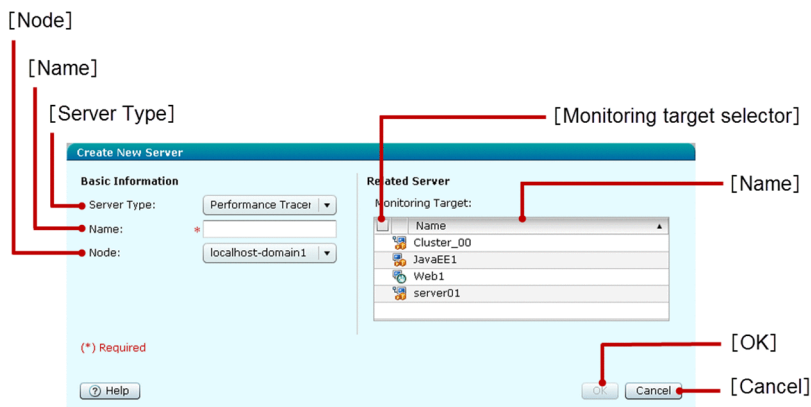 [Node]
[Name]
[Server Type]
[Monitoring target selector]
Create New Server
Basic Information
Related Server
[Name]
Server Type:
Performance Tracer
Monitoring Target:
Name:
*
Name
Node:
localhost-domain1
Cluster_00
JavaEE1
Web1
server01
(*) Required
[OK]
? Help
OK
Cancel
[Cancel]